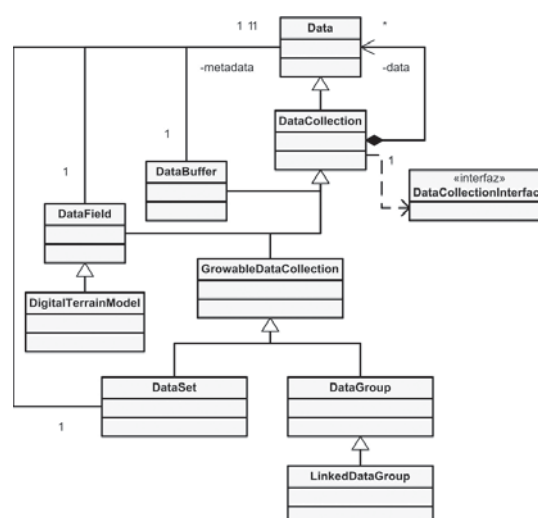 1 11
Data
*
-metadata
-data
DataCollection
1
1
DataBuffer
«interfaz»
DataCollectionInterfac
1
DataField
GrowableDataCollection
DigitalTerrainModel
DataSet
DataGroup
1
LinkedDataGroup